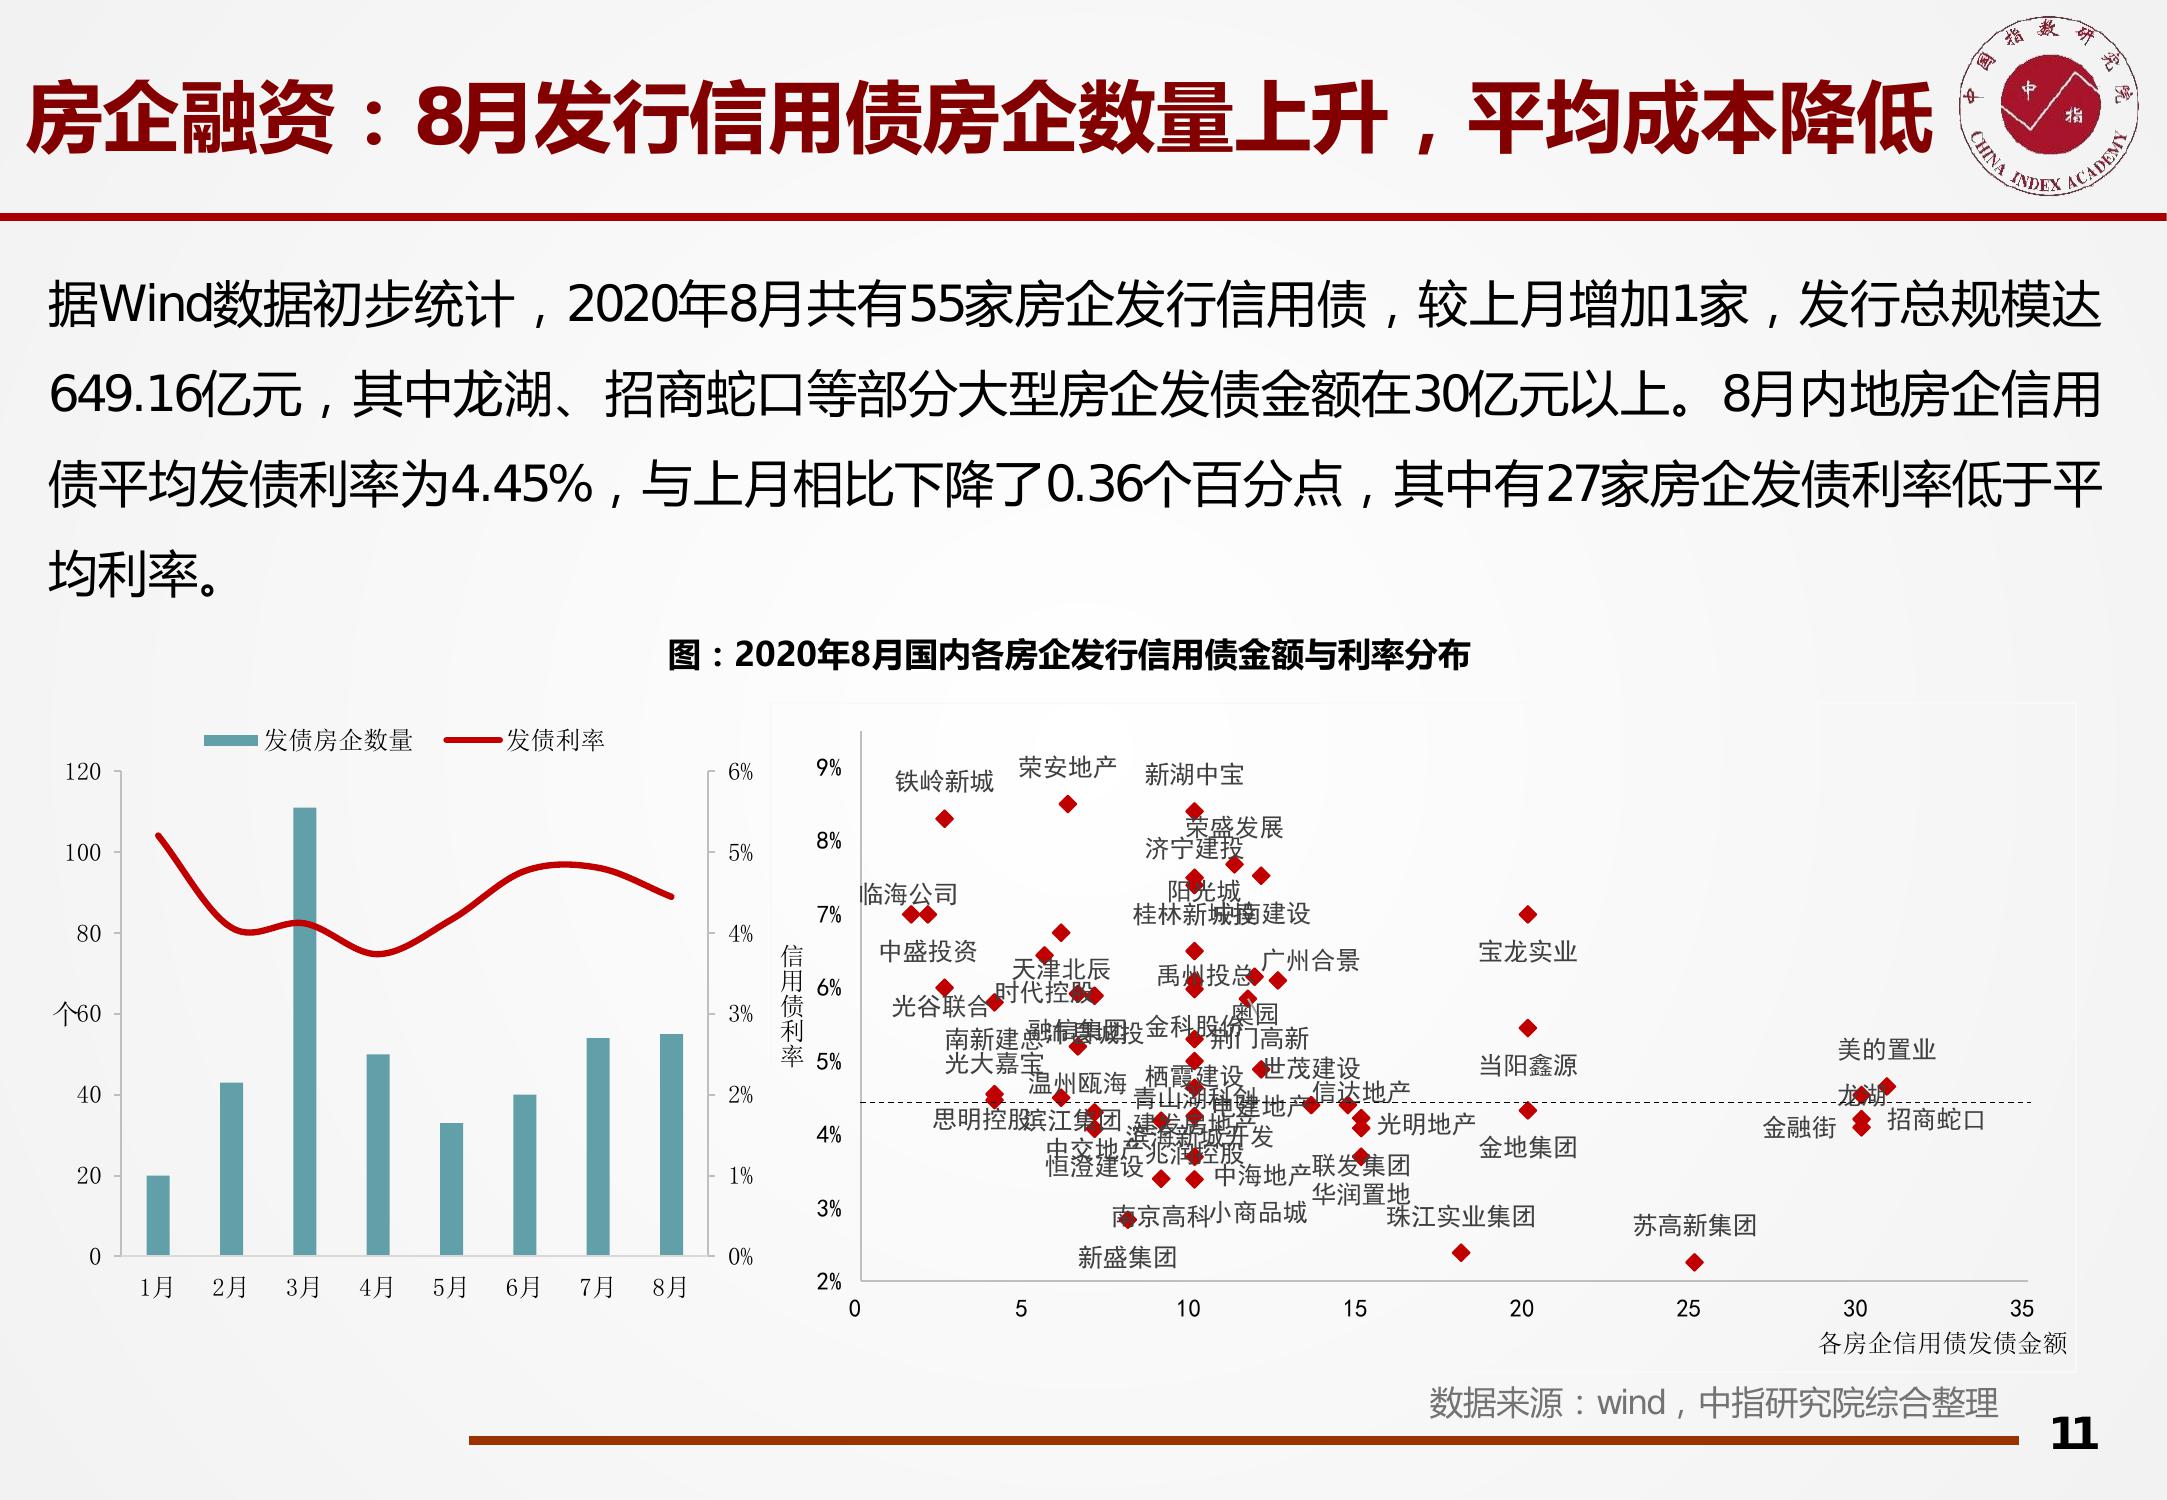 房企融资：8月发行信用债房企数量上升，平均成本降低
中国指数研究院
中指
CHINA INDEX ACADEMY
据Wind数据初步统计，2020年8月共有55家房企发行信用债，较上月增加1家，发行总规模达
649.16亿元，其中龙湖、招商蛇口等部分大型房企发债金额在30亿元以上。8月内地房企信用
债平均发债利率为4.45%，与上月相比下降了0.36个百分点，其中有27家房企发债利率低于平
均利率。
图：2020年8月国内各房企发行信用债金额与利率分布
发债房企数量
发债利率
120
100
80
60
40
20
0
个
6%
5%
4%
3%
2%
1%
0%
1月 2月 3月 4月 5月 6月 7月 8月
信用债利率
9%
8%
7%
6%
5%
4%
3%
2%
铁岭新城
荣安地产
新湖中宝
荣盛发展
济宁建投
临海公司
阳光城
桂林新城投
中南建设
中盛投资
宝龙实业
天津北辰
禹州投总
广州合景
光谷联合
时代控股
奥园
南新建总
融信集团
金科股份
荆门高新
光大嘉宝
当阳鑫源
美的置业
温州瓯海
栖霞建设
世茂建设
青山湖科创
信达地产
龙湖
思明控股
滨江集团
电建地产
建发房地产
光明地产
金融街
招商蛇口
滨海新城开发
金地集团
中交地产
兆润控股
恒澄建设
中海地产
联发集团
华润置地
南京高科
小商品城
珠江实业集团
苏高新集团
新盛集团
0 5 10 15 20 25 30 35
各房企信用债发债金额
数据来源：wind，中指研究院综合整理
11